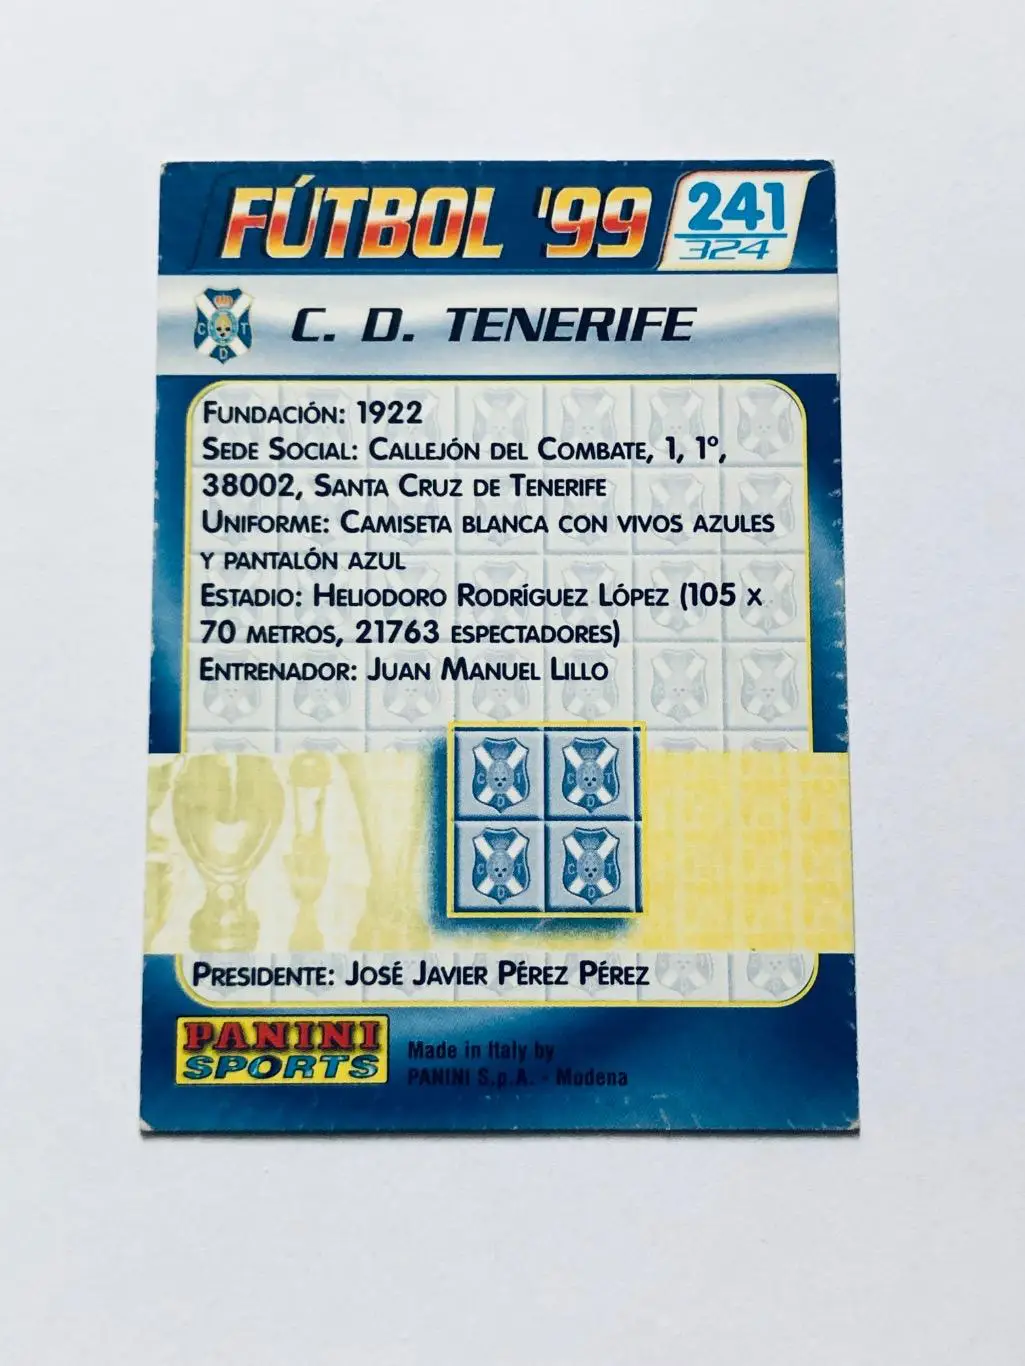 FÚTBOL '99
241
324
C. D. TENERIFE
FUNDACIÓN: 1922
SEDE SOCIAL: CALLEJÓN DEL COMBATE, 1, 1º,
38002, SANTA CRUZ DE TENERIFE
UNIFORME: CAMISETA BLANCA CON VIVOS AZULES
Y PANTALÓN AZUL
ESTADIO: HELIODORO RODRÍGUEZ LÓPEZ (105 X
70 METROS, 21763 ESPECTADORES)
ENTRENADOR: JUAN MANUEL LILLO
PRESIDENTE: JOSÉ JAVIER PÉREZ PÉREZ
PANINI
SPORTS
Made in Italy by
PANINI S.p.A. - Modena